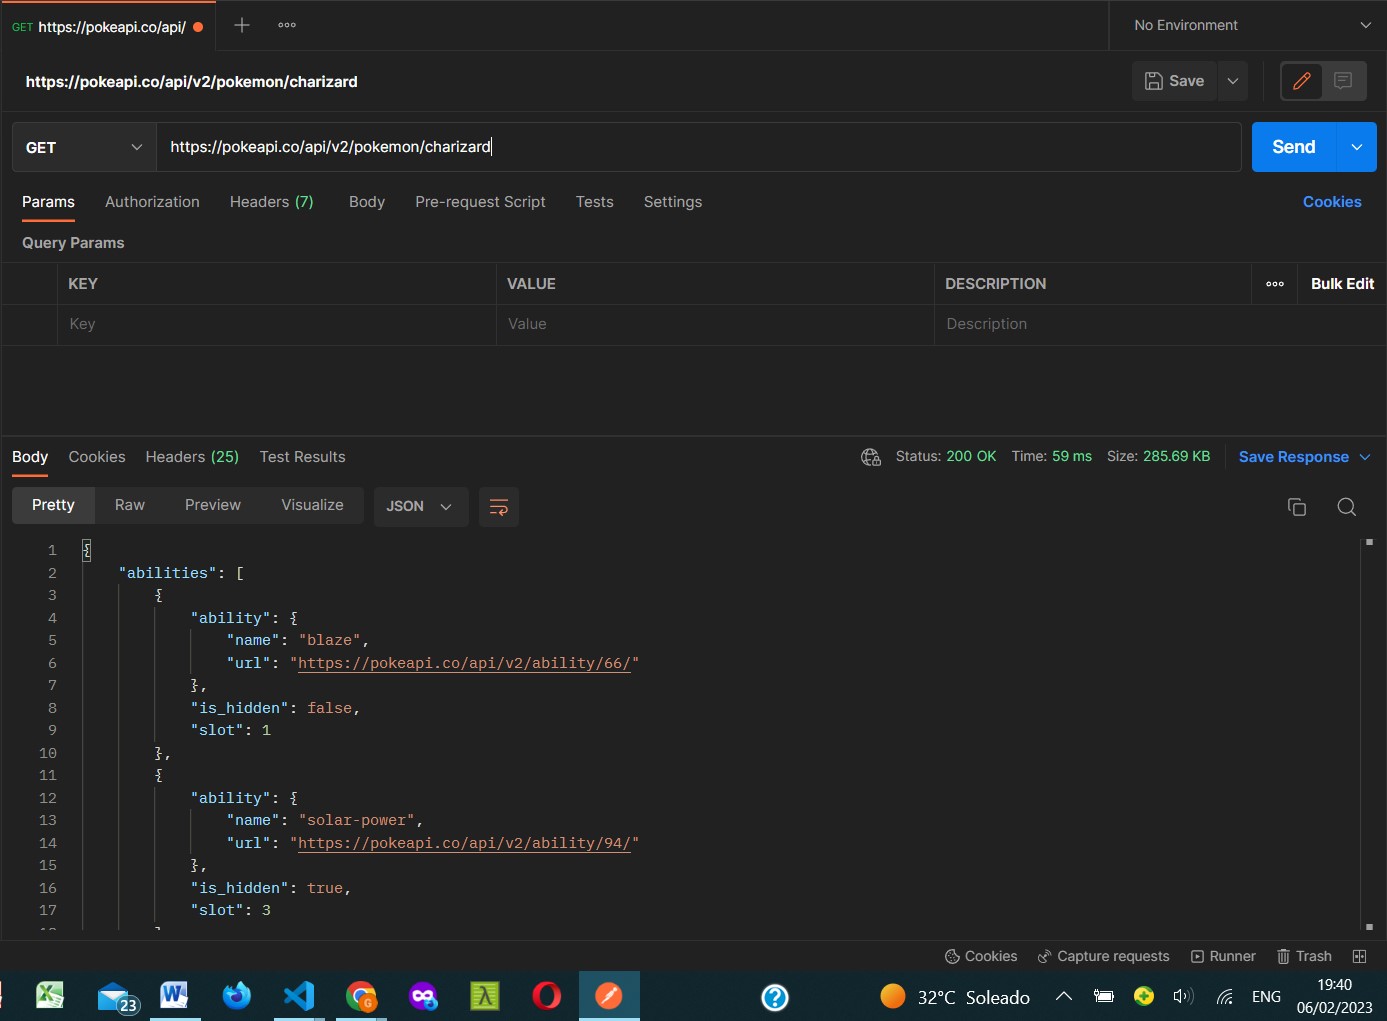 GET https://pokeapi.co/api/
No Environment
https://pokeapi.co/api/v2/pokemon/charizard
Save
GET https://pokeapi.co/api/v2/pokemon/charizard Send
Params Authorization Headers (7) Body Pre-request Script Tests Settings Cookies
Query Params
KEY VALUE DESCRIPTION Bulk Edit
Key Value Description
Body Cookies Headers (25) Test Results Status: 200 OK Time: 59 ms Size: 285.69 KB Save Response
Pretty Raw Preview Visualize JSON
1 {
2 "abilities": [
3 {
4 "ability": {
5 "name": "blaze",
6 "url": "https://pokeapi.co/api/v2/ability/66/"
7 },
8 "is_hidden": false,
9 "slot": 1
10 },
11 {
12 "ability": {
13 "name": "solar-power",
14 "url": "https://pokeapi.co/api/v2/ability/94/"
15 },
16 "is_hidden": true,
17 "slot": 3
Cookies Capture requests Runner Trash
23 32°C Soleado ENG 19:40
06/02/2023